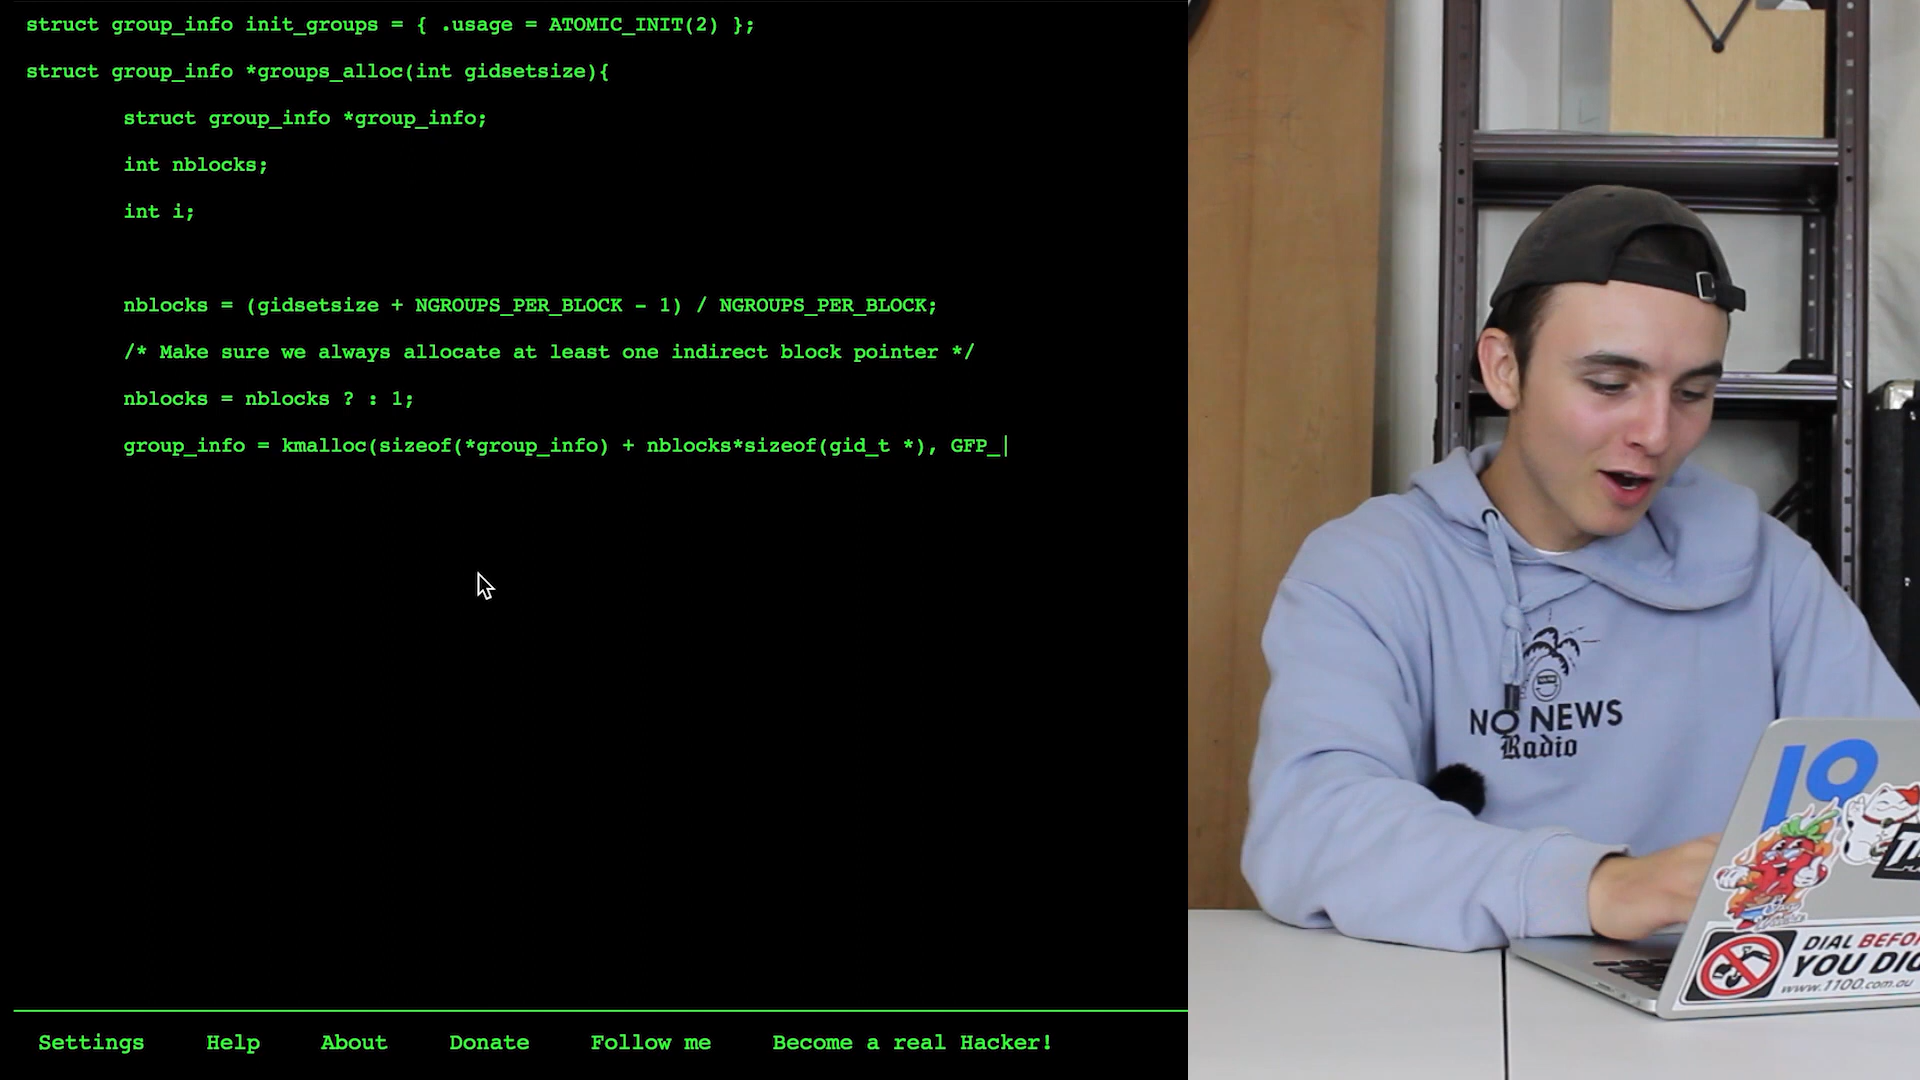 struct group_info init_groups = { .usage = ATOMIC_INIT(2) };
struct group_info *groups_alloc(int gidsetsize){
struct group_info *group_info;
int nblocks;
int i;
nblocks = (gidsetsize + NGROUPS_PER_BLOCK - 1) / NGROUPS_PER_BLOCK;
/* Make sure we always allocate at least one indirect block pointer */
nblocks = nblocks ? : 1;
group_info = kmalloc(sizeof(*group_info) + nblocks*sizeof(gid_t *), GFP_|
Settings Help About Donate Follow me Become a real Hacker!
NO NEWS
Radio
DIAL BEFO
YOU DIG
www.1100.com.au